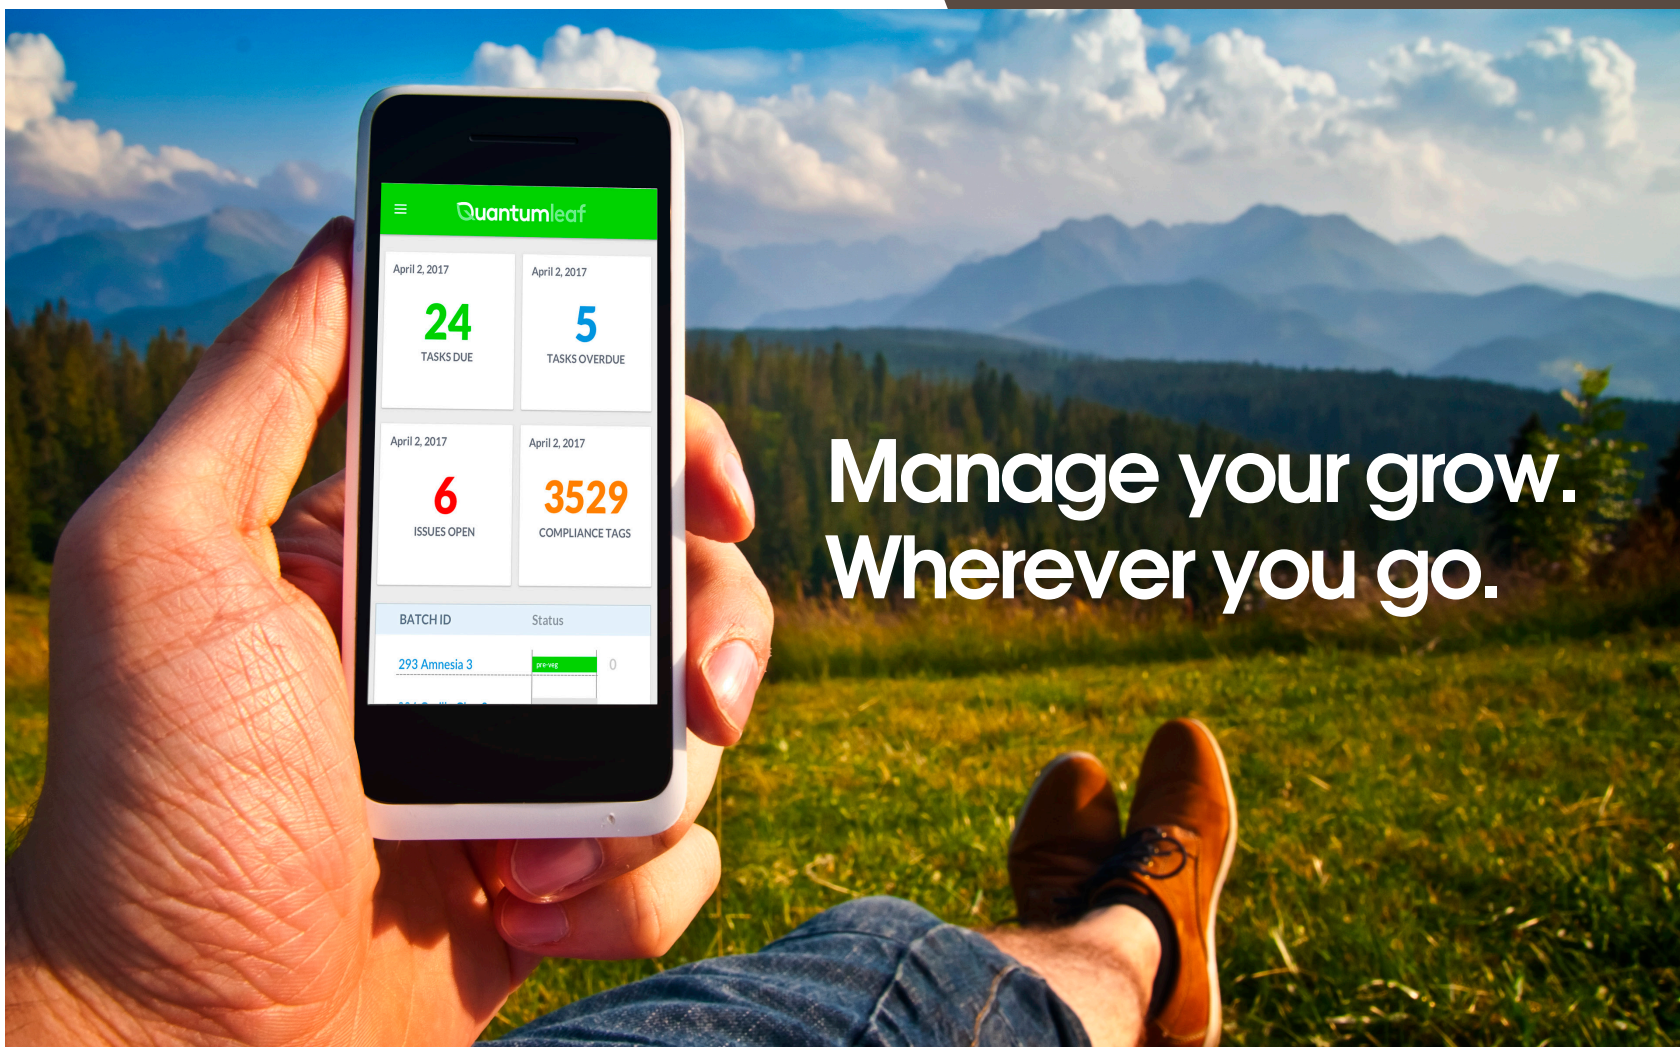 Quantumleaf
April 2, 2017
24
TASKS DUE
April 2, 2017
5
TASKS OVERDUE
April 2, 2017
6
ISSUES OPEN
April 2, 2017
3529
COMPLIANCE TAGS
BATCH ID Status
293 Amnesia 3 pre-veg 0
Manage your grow.
Wherever you go.